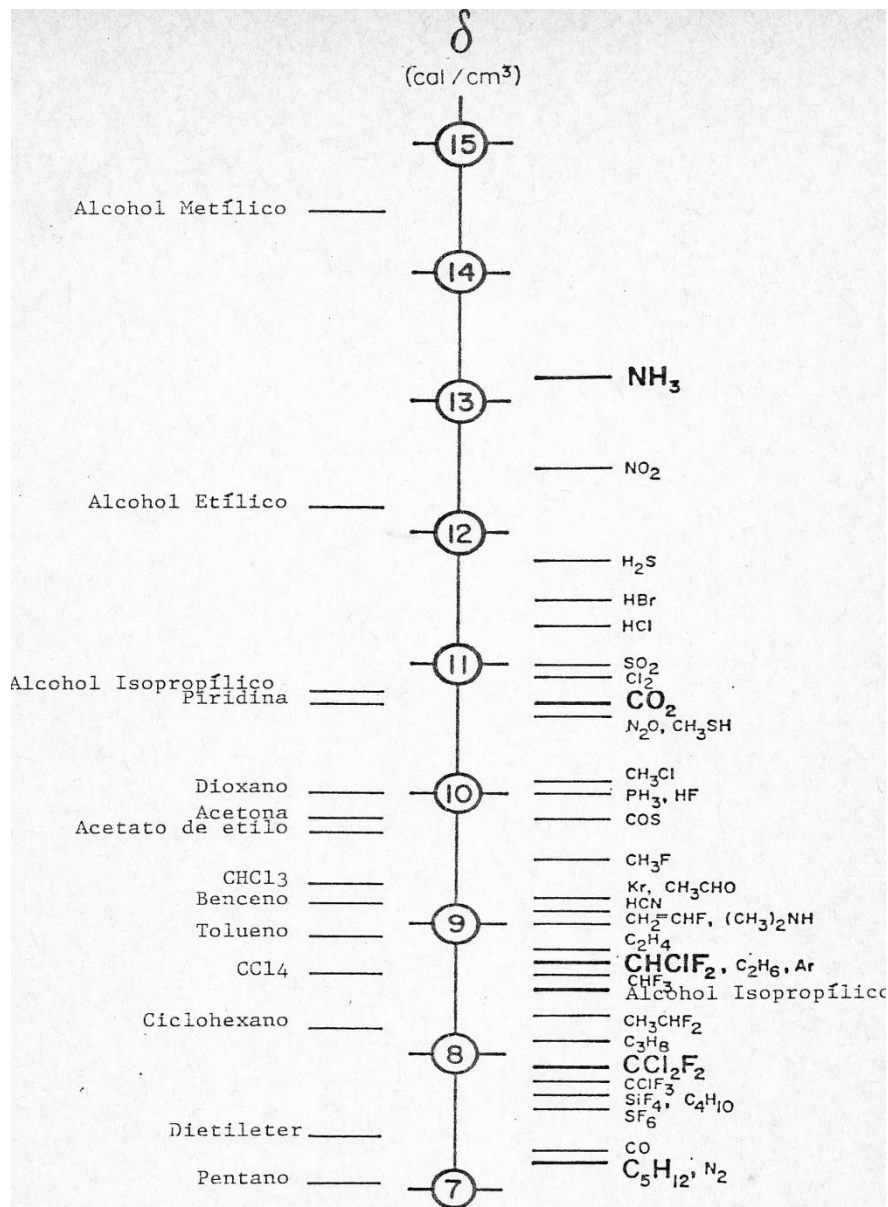 δ
(cal/cm³)
15
Alcohol Metílico
14
NH₃
13
NO₂
Alcohol Etílico
12
H₂S
HBr
HCl
11
SO₂
Cl₂
Alcohol Isopropílico
Piridina
CO₂
N₂O, CH₃SH
CH₃Cl
Dioxano
10
PH₃, HF
Acetona
COS
Acetato de etilo
CH₃F
CHCl3
Kr, CH₃CHO
Benceno
HCN
9
CH₂=CHF, (CH₃)₂NH
Tolueno
C₂H₄
CHClF₂, C₂H₆, Ar
CCl4
CHF₃
Alcohol Isopropílico
Ciclohexano
CH₃CHF₂
C₃H₈
8
CCl₂F₂
CClF₃
SiF₄, C₄H₁₀
SF₆
Dietileter
CO
C₅H₁₂, N₂
Pentano
7